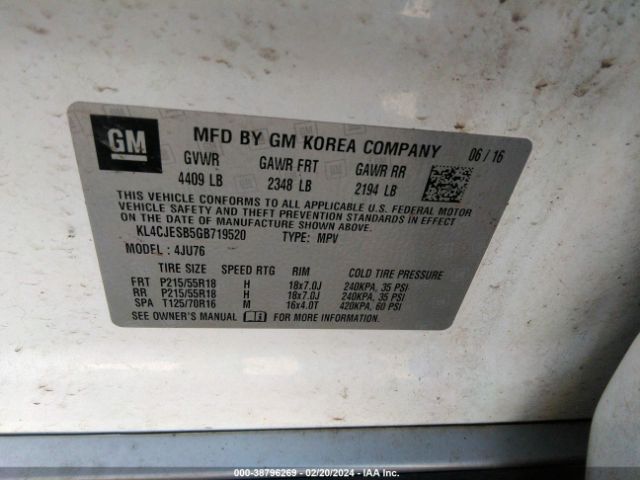 GM
MFD BY GM KOREA COMPANY 06/16
GVWR GAWR FRT GAWR RR
4409 LB 2348 LB 2194 LB
THIS VEHICLE CONFORMS TO ALL APPLICABLE U.S. FEDERAL MOTOR
VEHICLE SAFETY AND THEFT PREVENTION STANDARDS IN EFFECT
ON THE DATE OF MANUFACTURE SHOWN ABOVE.
KL4CJESB5GB719520 TYPE: MPV
MODEL: 4JU76
TIRE SIZE SPEED RTG RIM COLD TIRE PRESSURE
FRT P215/55R18 H 18x7.0J 240KPA, 35 PSI
RR P215/55R18 H 18x7.0J 240KPA, 35 PSI
SPA T125/70R16 M 16x4.0T 420KPA, 60 PSI
SEE OWNER'S MANUAL FOR MORE INFORMATION.
000-38796269 - 02/20/2024 - IAA Inc.